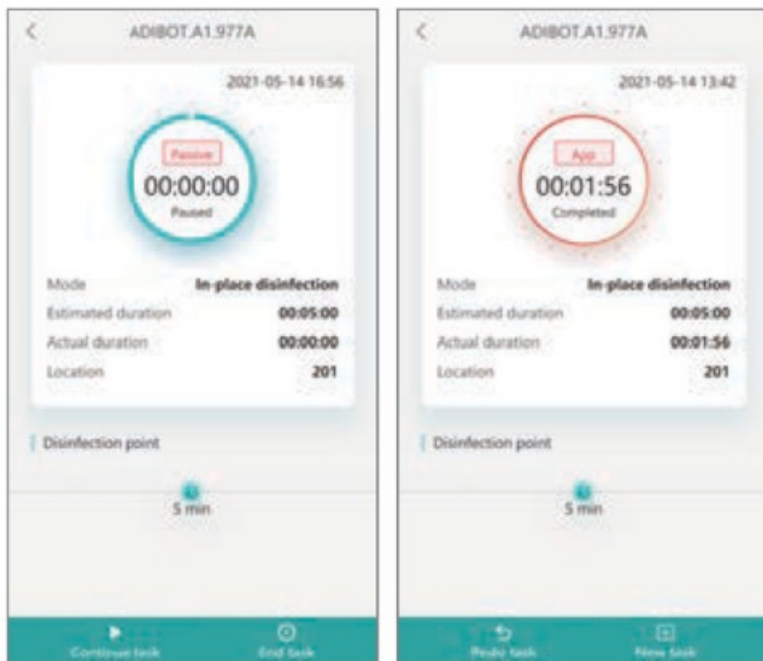 ADIBOT.A1.977A
2021-05-14 16:56
Passive
00:00:00
Paused
Mode In-place disinfection
Estimated duration 00:05:00
Actual duration 00:00:00
Location 201
Disinfection point
5 min
Continue task End task
ADIBOT.A1.977A
2021-05-14 13:42
App
00:01:56
Completed
Mode In-place disinfection
Estimated duration 00:05:00
Actual duration 00:01:56
Location 201
Disinfection point
5 min
Redo task New task